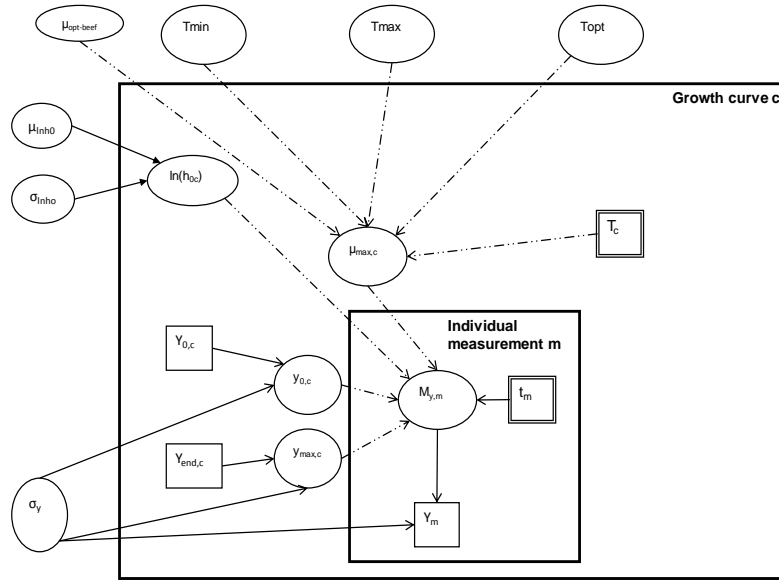 μopt-beef
Tmin
Tmax
Topt
Growth curve c
μlnh0
ln(h0c)
σlnho
Tc
μmax,c
Individual
measurement m
Y0,c
y0,c
My,m
tm
Yend,c
ymax,c
σy
Ym